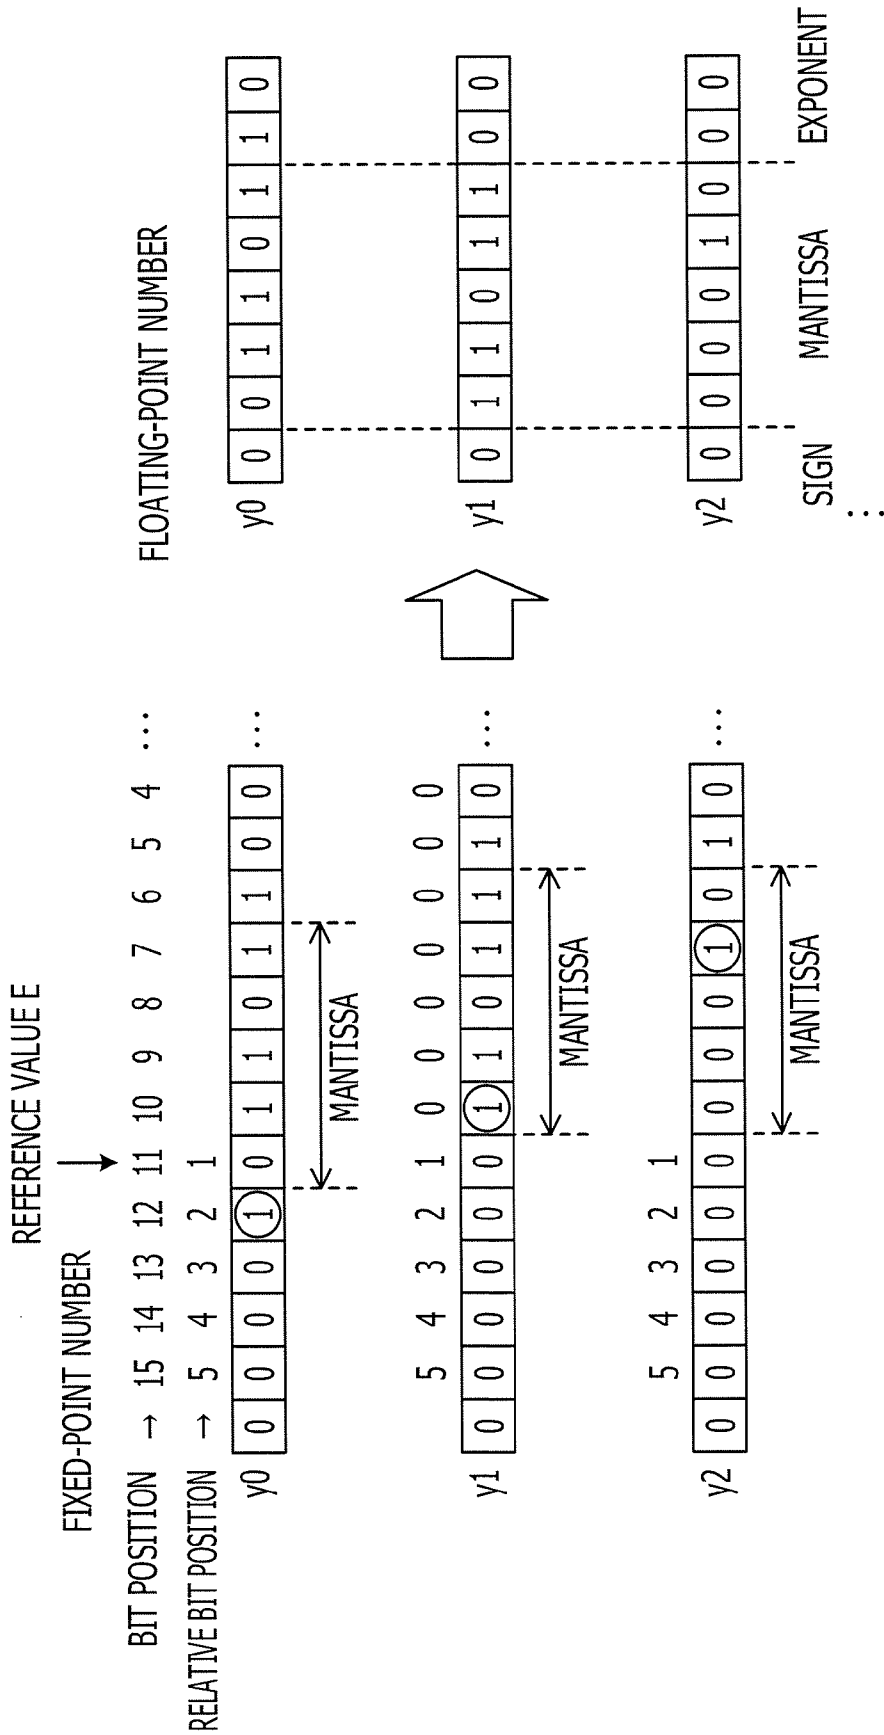 REFERENCE VALUE E
FIXED-POINT NUMBER
BIT POSITION → 15 14 13 12 11 10 9 8 7 6 5 4 ...
RELATIVE BIT POSITION → 5 4 3 2 1
y0 0 0 0 0 1 0 1 1 0 1 1 0 0 ...
MANTISSA
5 4 3 2 1 0 0 0 0 0 0 0
y1 0 0 0 0 0 0 1 1 0 1 1 1 0 ...
MANTISSA
5 4 3 2 1
y2 0 0 0 0 0 0 0 0 0 1 0 1 0 ...
MANTISSA
FLOATING-POINT NUMBER
y0 0 0 1 1 0 1 1 0
y1 0 1 1 0 1 1 0 0
y2 0 0 0 0 1 0 0 0
SIGN MANTISSA EXPONENT
...